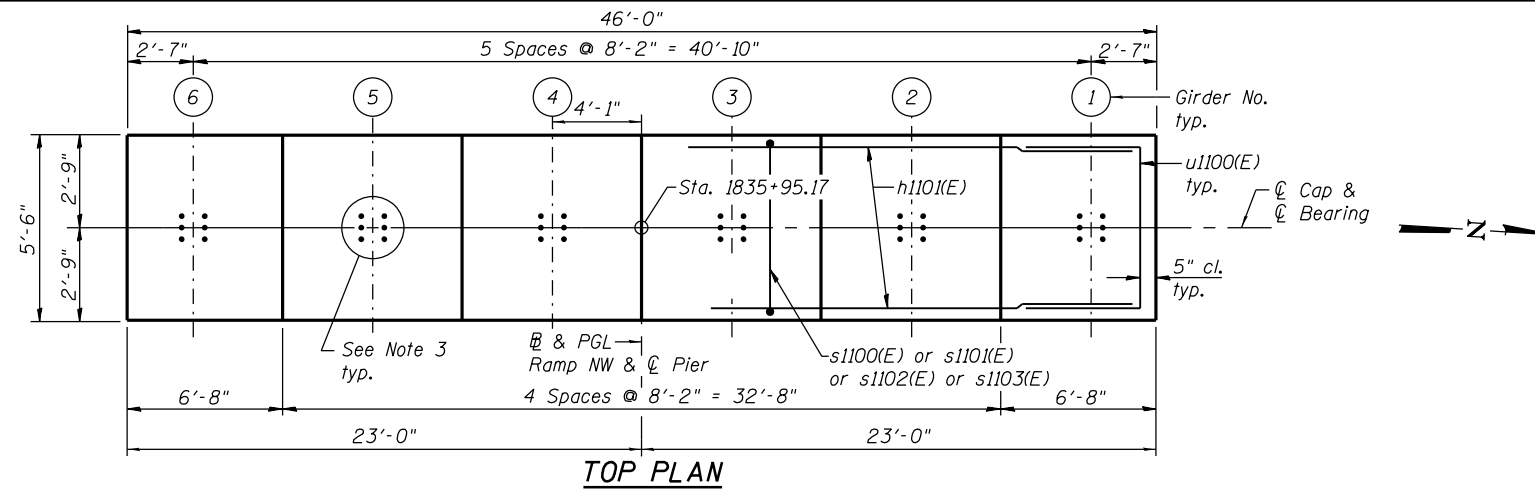 46'-0"
2'-7"
5 Spaces @ 8'-2" = 40'-10"
2'-7"
6
5
4
3
2
1
Girder No.
typ.
4'-1"
5'-6"
2'-9"
2'-9"
Sta. 1835+95.17
h1101(E)
u1100(E)
typ.
℄ Cap &
℄ Bearing
N
5" cl.
typ.
See Note 3
typ.
& PGL
Ramp NW & ℄ Pier
s1100(E) or s1101(E)
or s1102(E) or s1103(E)
6'-8"
4 Spaces @ 8'-2" = 32'-8"
6'-8"
23'-0"
23'-0"
TOP PLAN